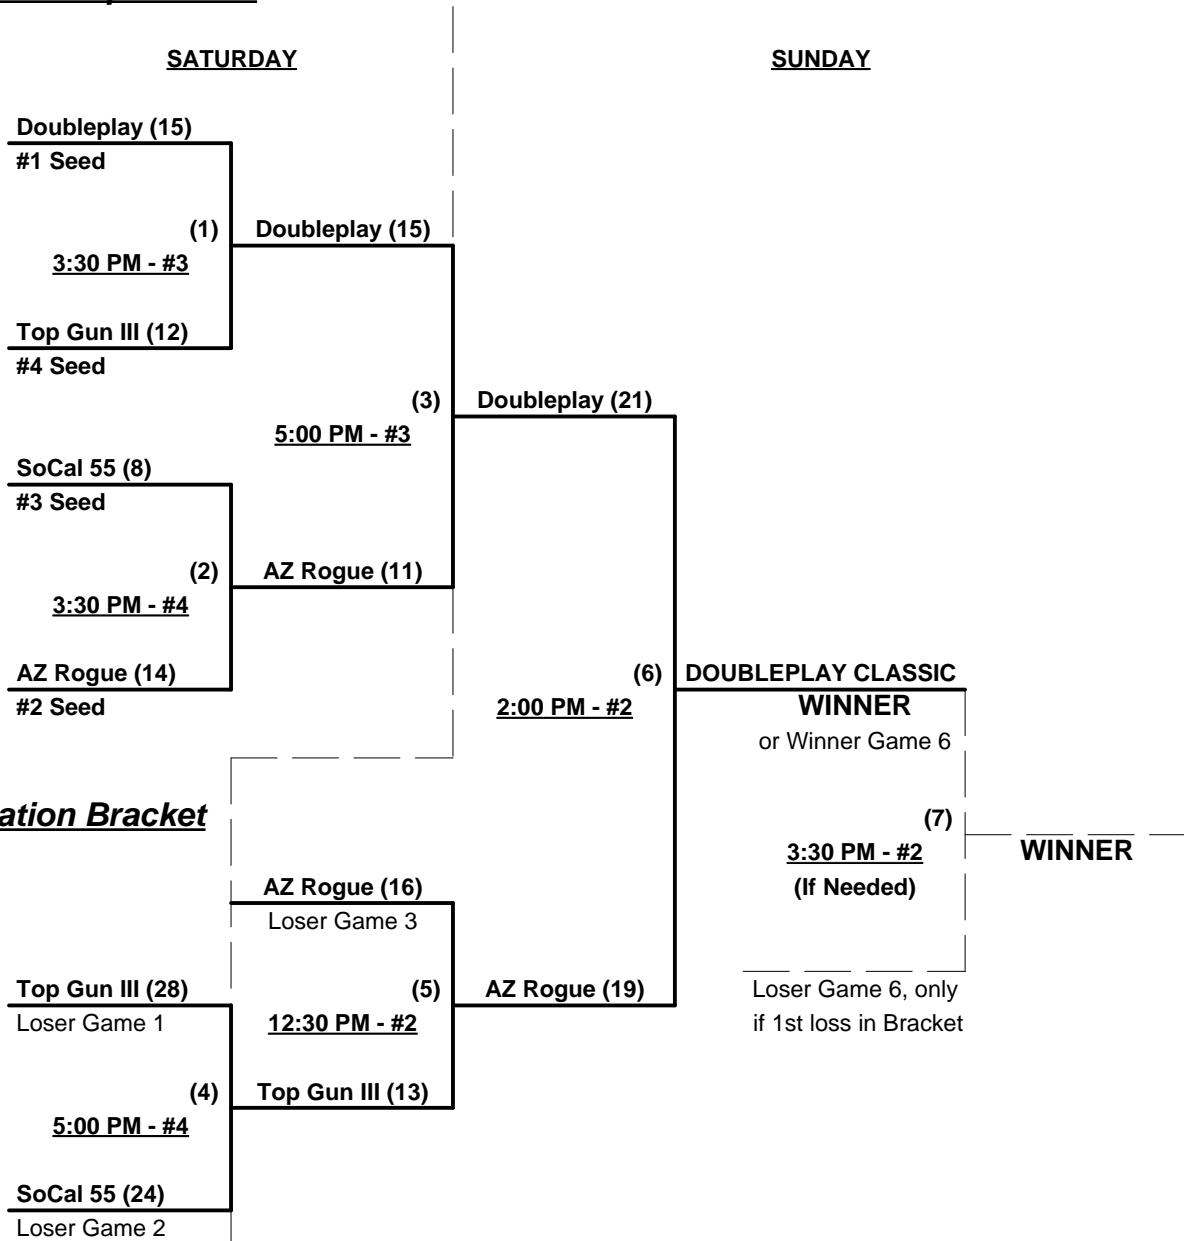 SATURDAY
SUNDAY
Doubleplay (15)
#1 Seed
(1)
Doubleplay (15)
3:30 PM - #3
Top Gun III (12)
#4 Seed
(3)
Doubleplay (21)
5:00 PM - #3
SoCal 55 (8)
#3 Seed
(2)
AZ Rogue (11)
3:30 PM - #4
AZ Rogue (14)
#2 Seed
(6)
DOUBLEPLAY CLASSIC
2:00 PM - #2
WINNER
or Winner Game 6
ation Bracket
(7)
3:30 PM - #2
(If Needed)
WINNER
AZ Rogue (16)
Loser Game 3
Top Gun III (28)
Loser Game 1
(5)
AZ Rogue (19)
12:30 PM - #2
Loser Game 6, only
if 1st loss in Bracket
(4)
Top Gun III (13)
5:00 PM - #4
SoCal 55 (24)
Loser Game 2